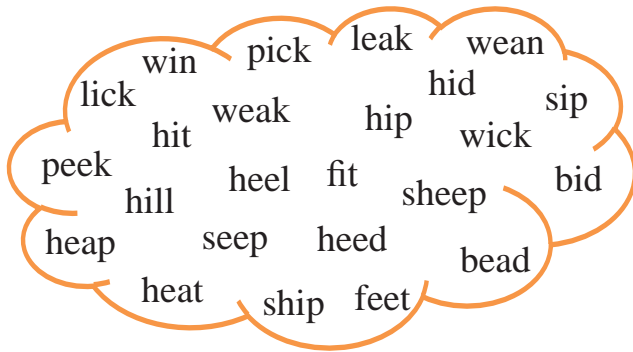 win pick leak wean
lick weak hid sip
hit hip wick
peek heel fit sheep bid
hill
heap seep heed bead
heat ship feet